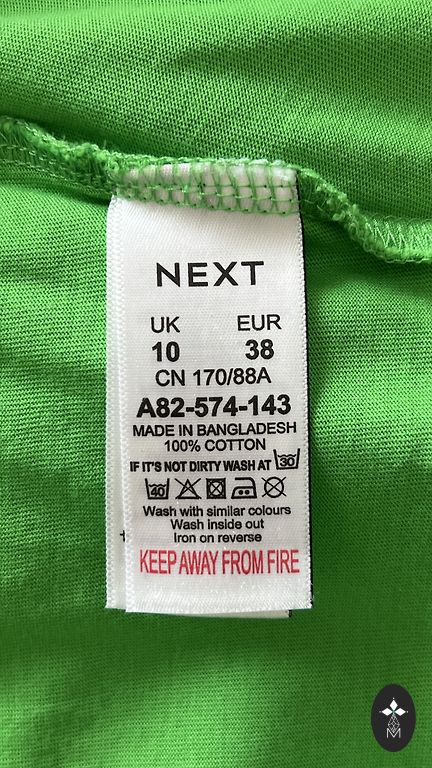 NEXT
UK EUR
10 38
CN 170/88A
A82-574-143
MADE IN BANGLADESH
100% COTTON
IF IT'S NOT DIRTY WASH AT 30
40
Wash with similar colours
Wash inside out
Iron on reverse
KEEP AWAY FROM FIRE
M